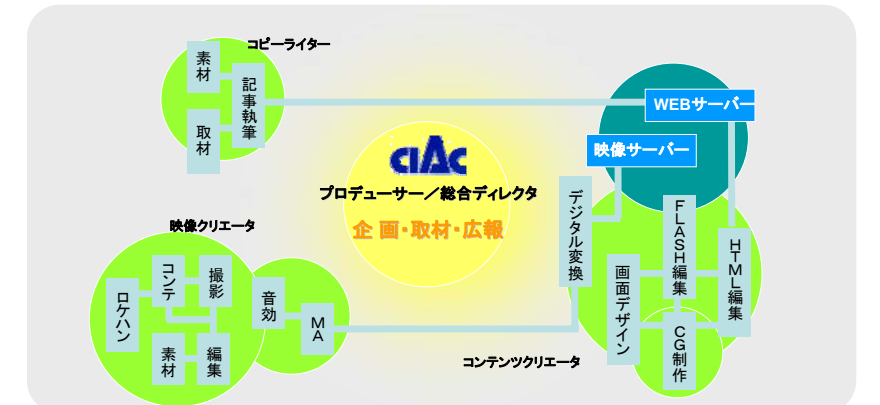 コピーライター
素材
記事執筆
取材
WEBサーバー
映像サーバー
CIAC
プロデューサー／総合ディレクタ
企画・取材・広報
映像クリエータ
ロケハン
コンテ
撮影
素材
編集
音効
MA
デジタル変換
FLASH編集
HTML編集
画面デザイン
CG制作
コンテンツクリエータ